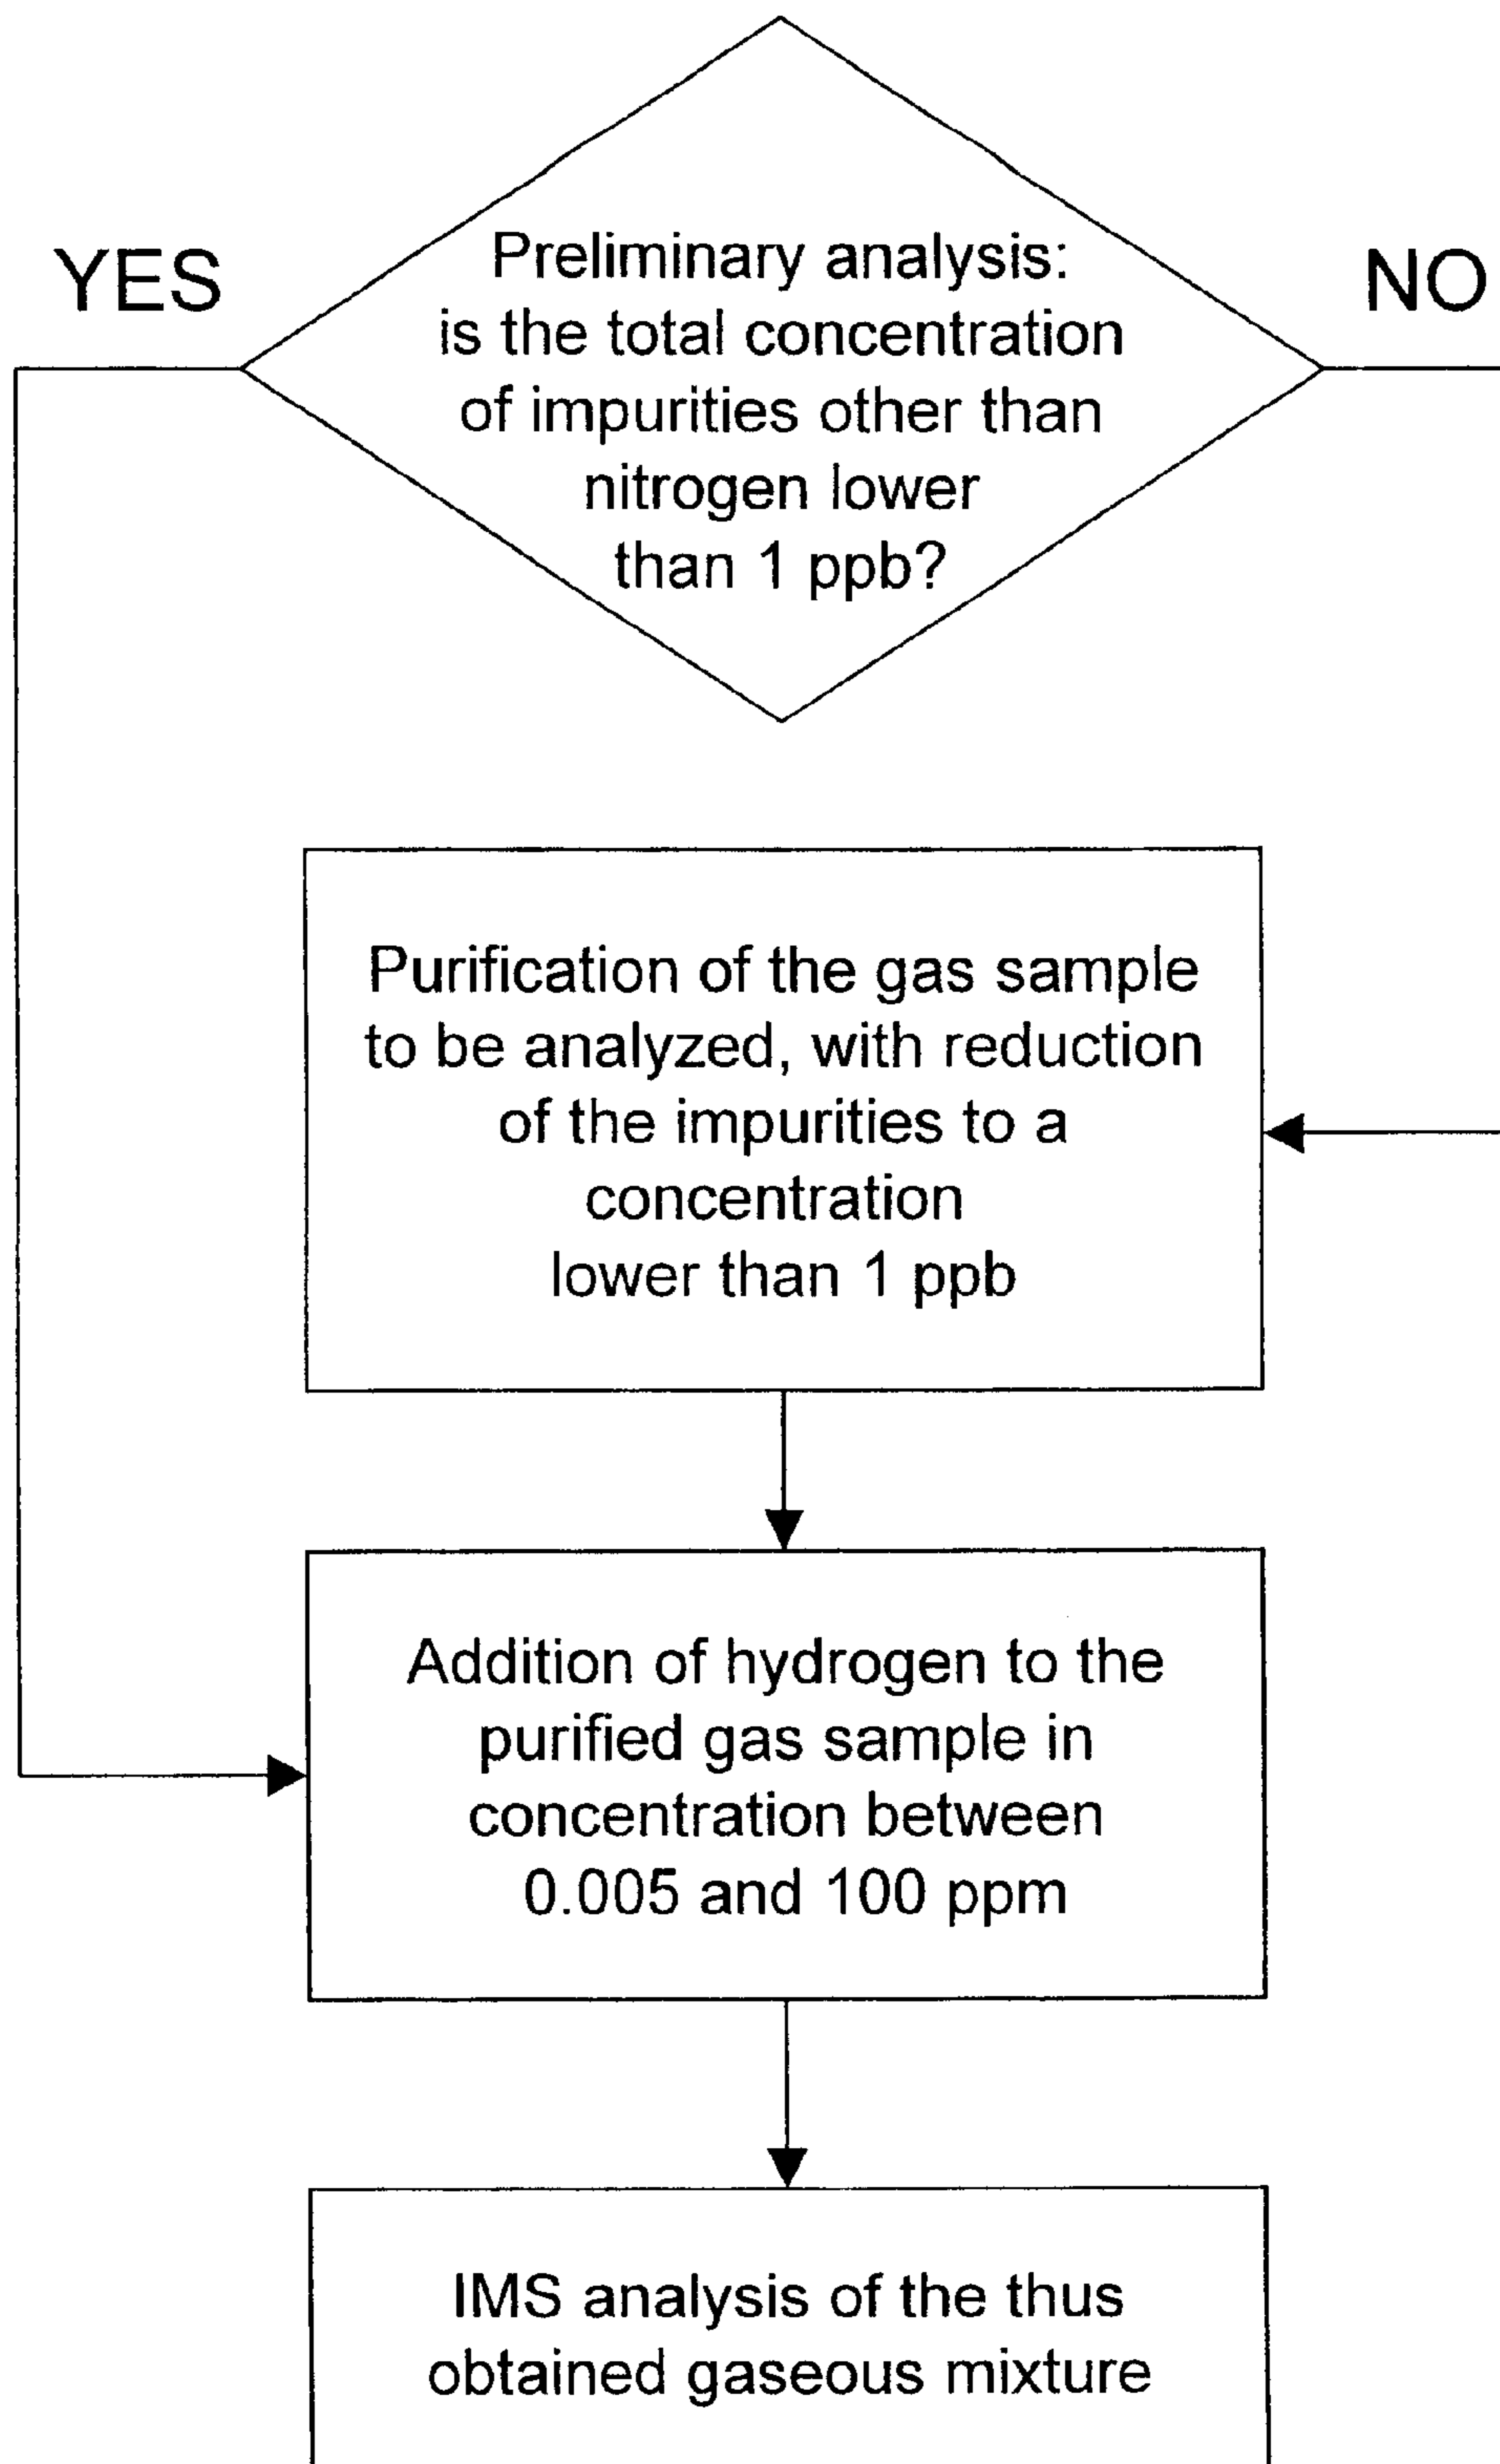 YES
NO
Preliminary analysis:
is the total concentration
of impurities other than
nitrogen lower
than 1 ppb?
Purification of the gas sample
to be analyzed, with reduction
of the impurities to a
concentration
lower than 1 ppb
Addition of hydrogen to the
purified gas sample in
concentration between
0.005 and 100 ppm
IMS analysis of the thus
obtained gaseous mixture